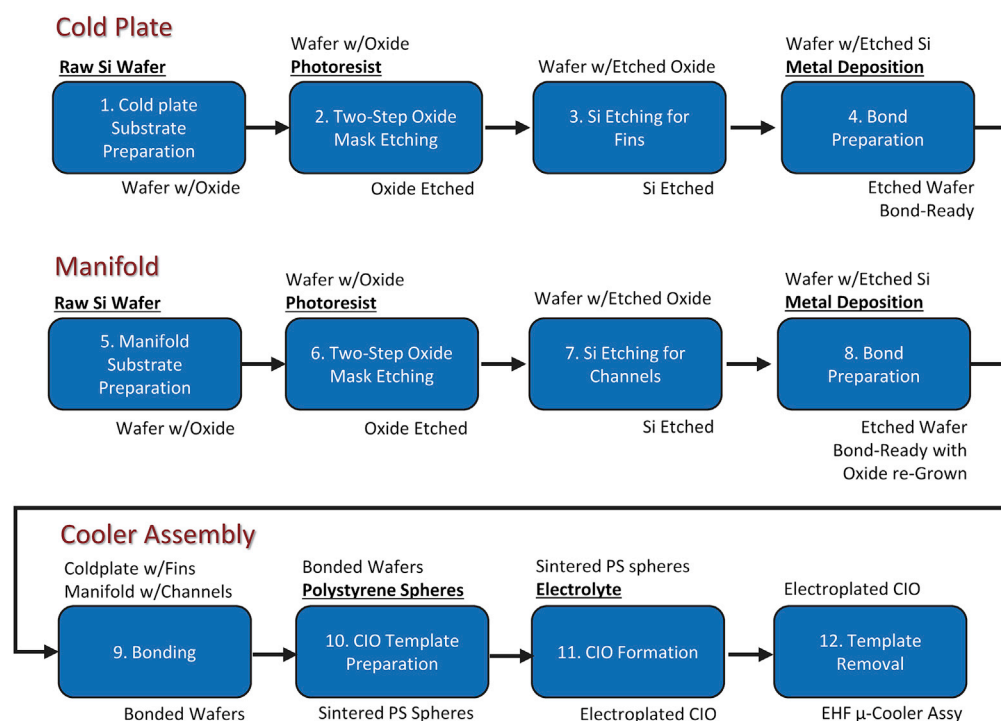 Cold Plate
Raw Si Wafer
1. Cold plate
Substrate
Preparation
Wafer w/Oxide
Wafer w/Oxide
Photoresist
2. Two-Step Oxide
Mask Etching
Oxide Etched
Wafer w/Etched Oxide
3. Si Etching for
Fins
Si Etched
Wafer w/Etched Si
Metal Deposition
4. Bond
Preparation
Etched Wafer
Bond-Ready
Manifold
Raw Si Wafer
5. Manifold
Substrate
Preparation
Wafer w/Oxide
Wafer w/Oxide
Photoresist
6. Two-Step Oxide
Mask Etching
Oxide Etched
Wafer w/Etched Oxide
7. Si Etching for
Channels
Si Etched
Wafer w/Etched Si
Metal Deposition
8. Bond
Preparation
Etched Wafer
Bond-Ready with
Oxide re-Grown
Cooler Assembly
Coldplate w/Fins
Manifold w/Channels
9. Bonding
Bonded Wafers
Bonded Wafers
Polystyrene Spheres
10. CIO Template
Preparation
Sintered PS Spheres
Sintered PS spheres
Electrolyte
11. CIO Formation
Electroplated CIO
Electroplated CIO
12. Template
Removal
EHF μ-Cooler Assy